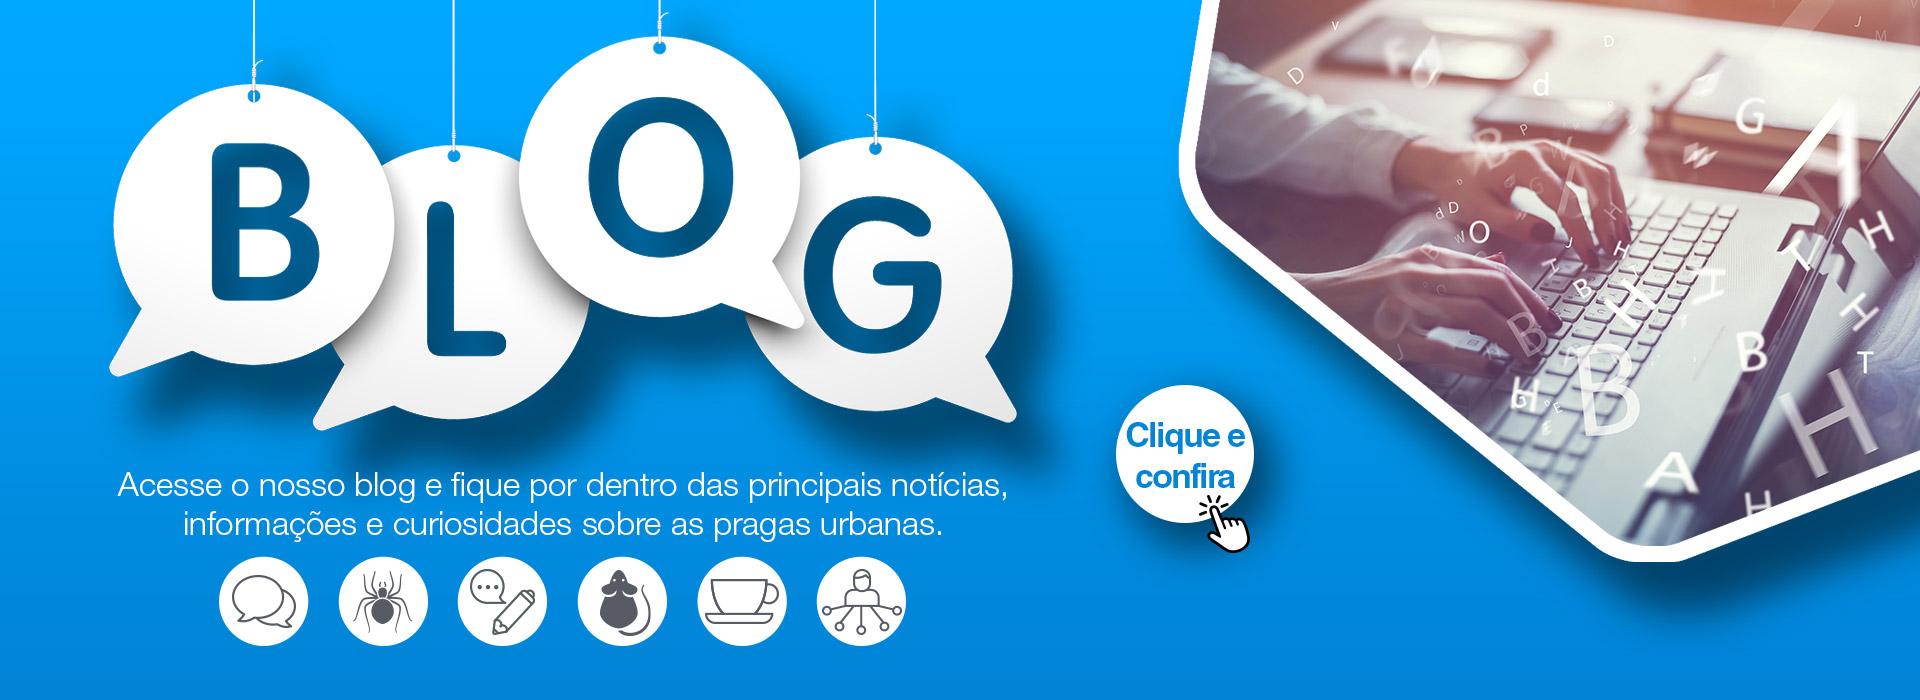 BLOG
Acesse o nosso blog e fique por dentro das principais notícias,
informações e curiosidades sobre as pragas urbanas.
Clique e
confira